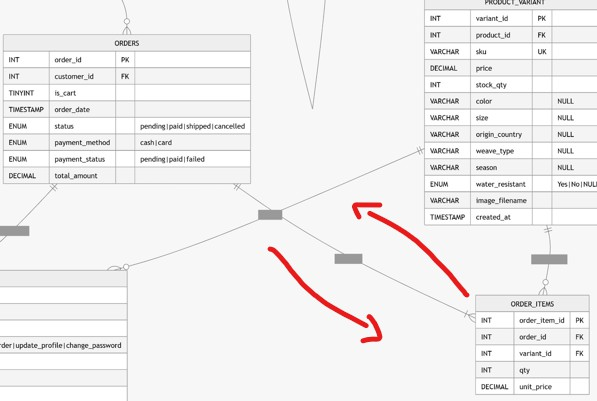 PRODUCT_VARIANT
INT variant_id PK
INT product_id FK
VARCHAR sku UK
DECIMAL price
INT stock_qty
VARCHAR color NULL
VARCHAR size NULL
VARCHAR origin_country NULL
VARCHAR weave_type NULL
VARCHAR season NULL
ENUM water_resistant Yes|No|NULL
VARCHAR image_filename
TIMESTAMP created_at
ORDERS
INT order_id PK
INT customer_id FK
TINYINT is_cart
TIMESTAMP order_date
ENUM status pending|paid|shipped|cancelled
ENUM payment_method cash|card
ENUM payment_status pending|paid|failed
DECIMAL total_amount
rder|update_profile|change_password
ORDER_ITEMS
INT order_item_id PK
INT order_id FK
INT variant_id FK
INT qty
DECIMAL unit_price